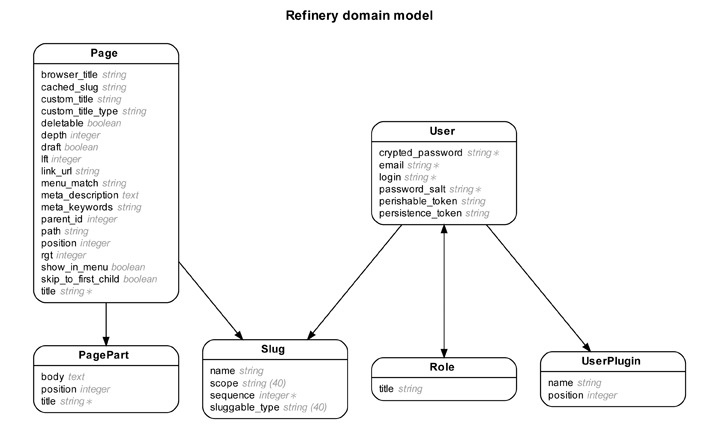 Refinery domain model
Page
browser_title string
cached_slug string
custom_title string
custom_title_type string
deletable boolean
depth integer
draft boolean
lft integer
link_url string
menu_match string
meta_description text
meta_keywords string
parent_id integer
path string
position integer
rgt integer
show_in_menu boolean
skip_to_first_child boolean
title string ∗
User
crypted_password string ∗
email string ∗
login string ∗
password_salt string ∗
perishable_token string
persistence_token string
PagePart
body text
position integer
title string ∗
Slug
name string
scope string (40)
sequence integer ∗
sluggable_type string (40)
Role
title string
UserPlugin
name string
position integer